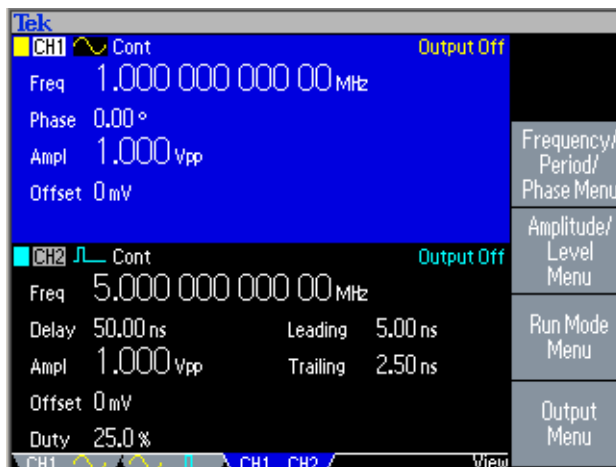 Tek
CH1 Cont Output Off
Freq 1.000 000 000 00 MHz
Phase 0.00 °
Ampl 1.000 Vpp
Offset 0 mV
CH2 Cont Output Off
Freq 5.000 000 000 00 MHz
Delay 50.00 ns Leading 5.00 ns
Ampl 1.000 Vpp Trailing 2.50 ns
Offset 0 mV
Duty 25.0 %
Frequency/
Period/
Phase Menu
Amplitude/
Level
Menu
Run Mode
Menu
Output
Menu
CH1 CH1 CH2 View